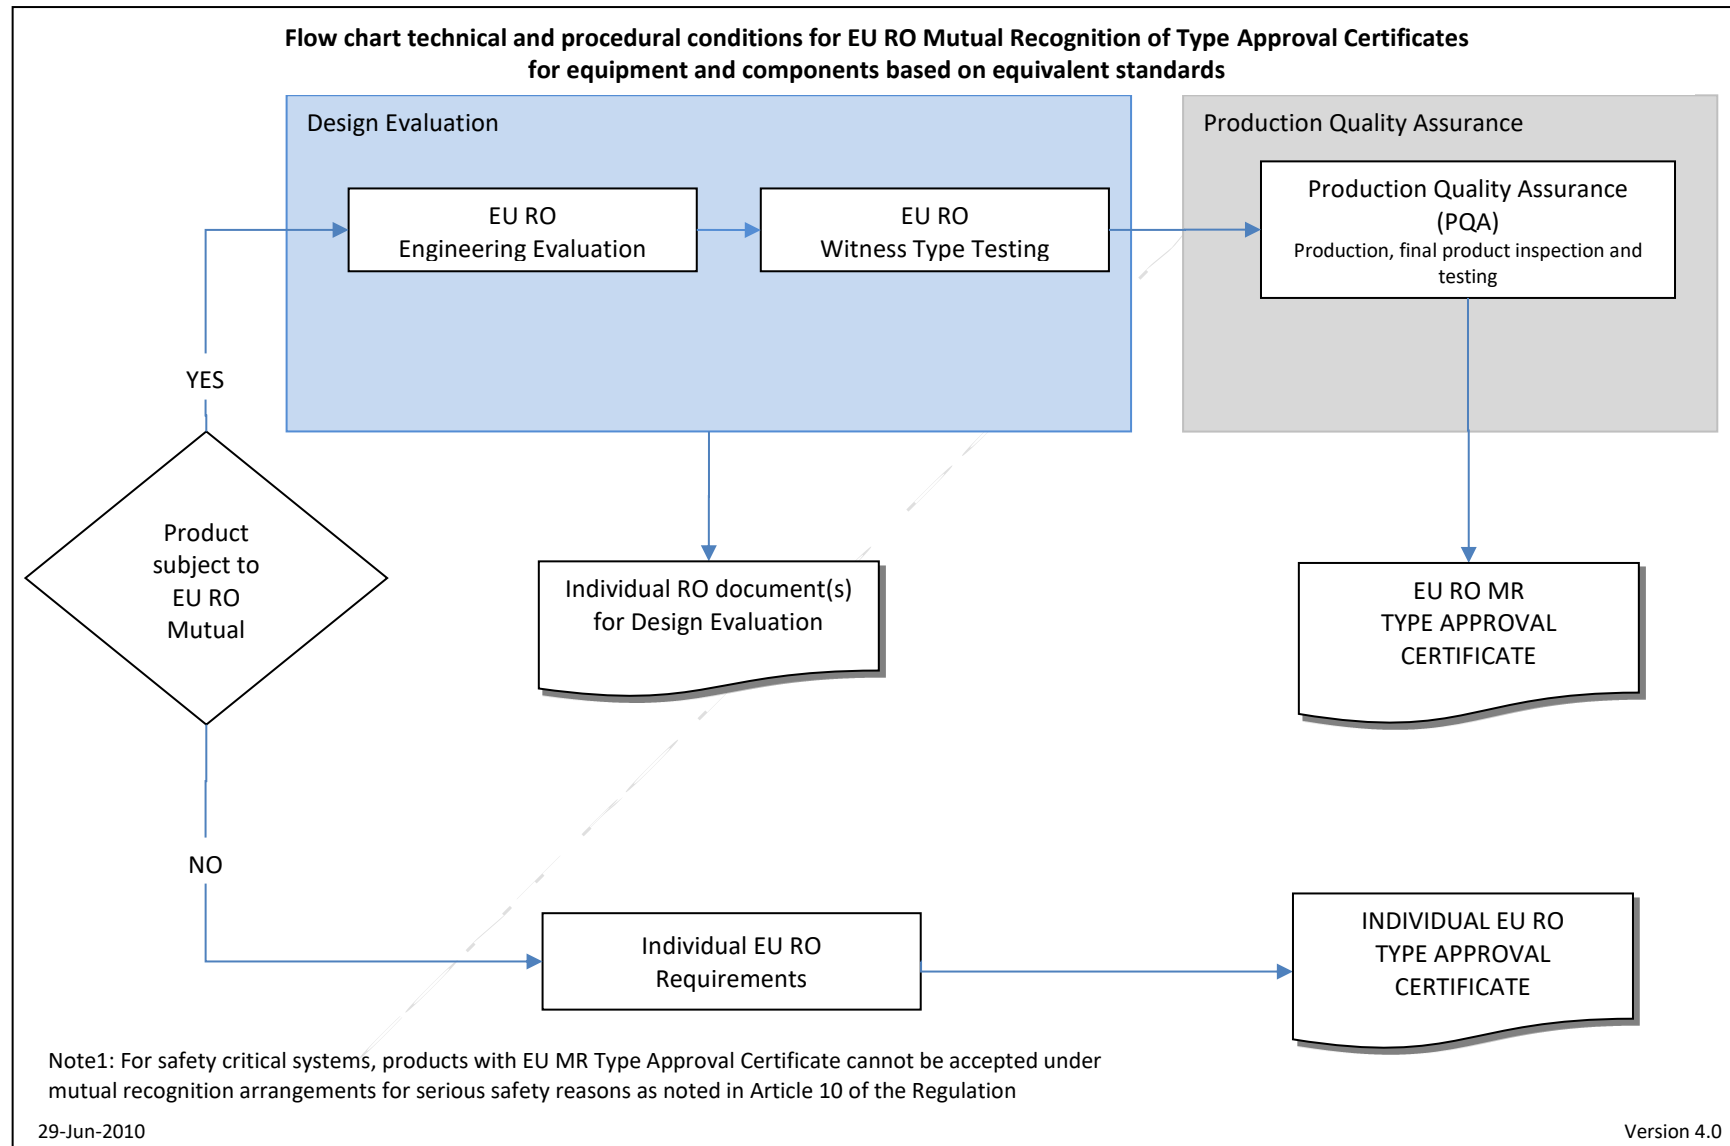 Flow chart technical and procedural conditions for EU RO Mutual Recognition of Type Approval Certificates
for equipment and components based on equivalent standards
Design Evaluation
Production Quality Assurance
EU RO
Engineering Evaluation
EU RO
Witness Type Testing
Production Quality Assurance
(PQA)
Production, final product inspection and
testing
YES
Product
subject to
EU RO
Mutual
Individual RO document(s)
for Design Evaluation
EU RO MR
TYPE APPROVAL
CERTIFICATE
NO
Individual EU RO
Requirements
INDIVIDUAL EU RO
TYPE APPROVAL
CERTIFICATE
Note1: For safety critical systems, products with EU MR Type Approval Certificate cannot be accepted under
mutual recognition arrangements for serious safety reasons as noted in Article 10 of the Regulation
29-Jun-2010
Version 4.0